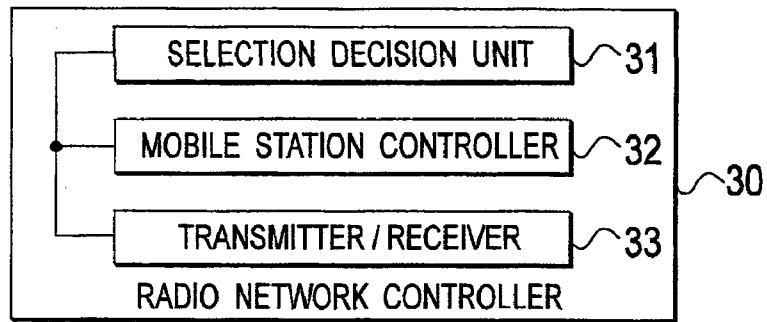 SELECTION DECISION UNIT 31
MOBILE STATION CONTROLLER 32
30
TRANSMITTER / RECEIVER 33
RADIO NETWORK CONTROLLER